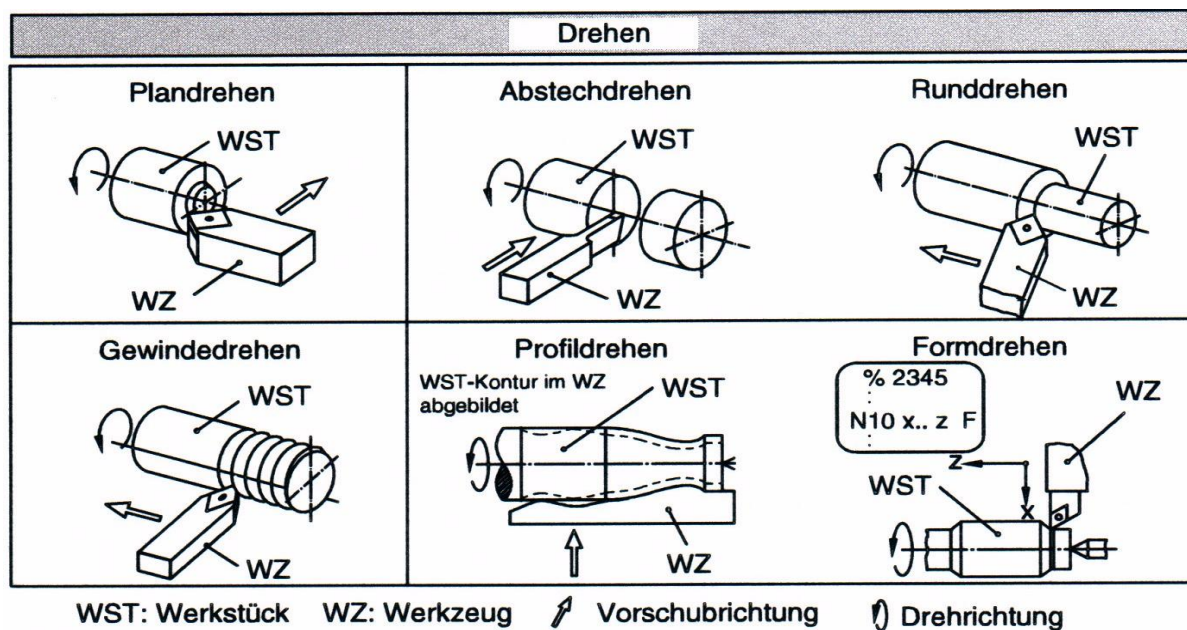 Drehen
Plandrehen
WST
WZ
Abstechdrehen
WST
WZ
Runddrehen
WST
WZ
Gewindedrehen
WST
WZ
Profildrehen
WST-Kontur im WZ
abgebildet
WST
WZ
Formdrehen
% 2345
:
N10 x.. z F
:
WZ
z
x
WST
WST: Werkstück WZ: Werkzeug Vorschubrichtung Drehrichtung